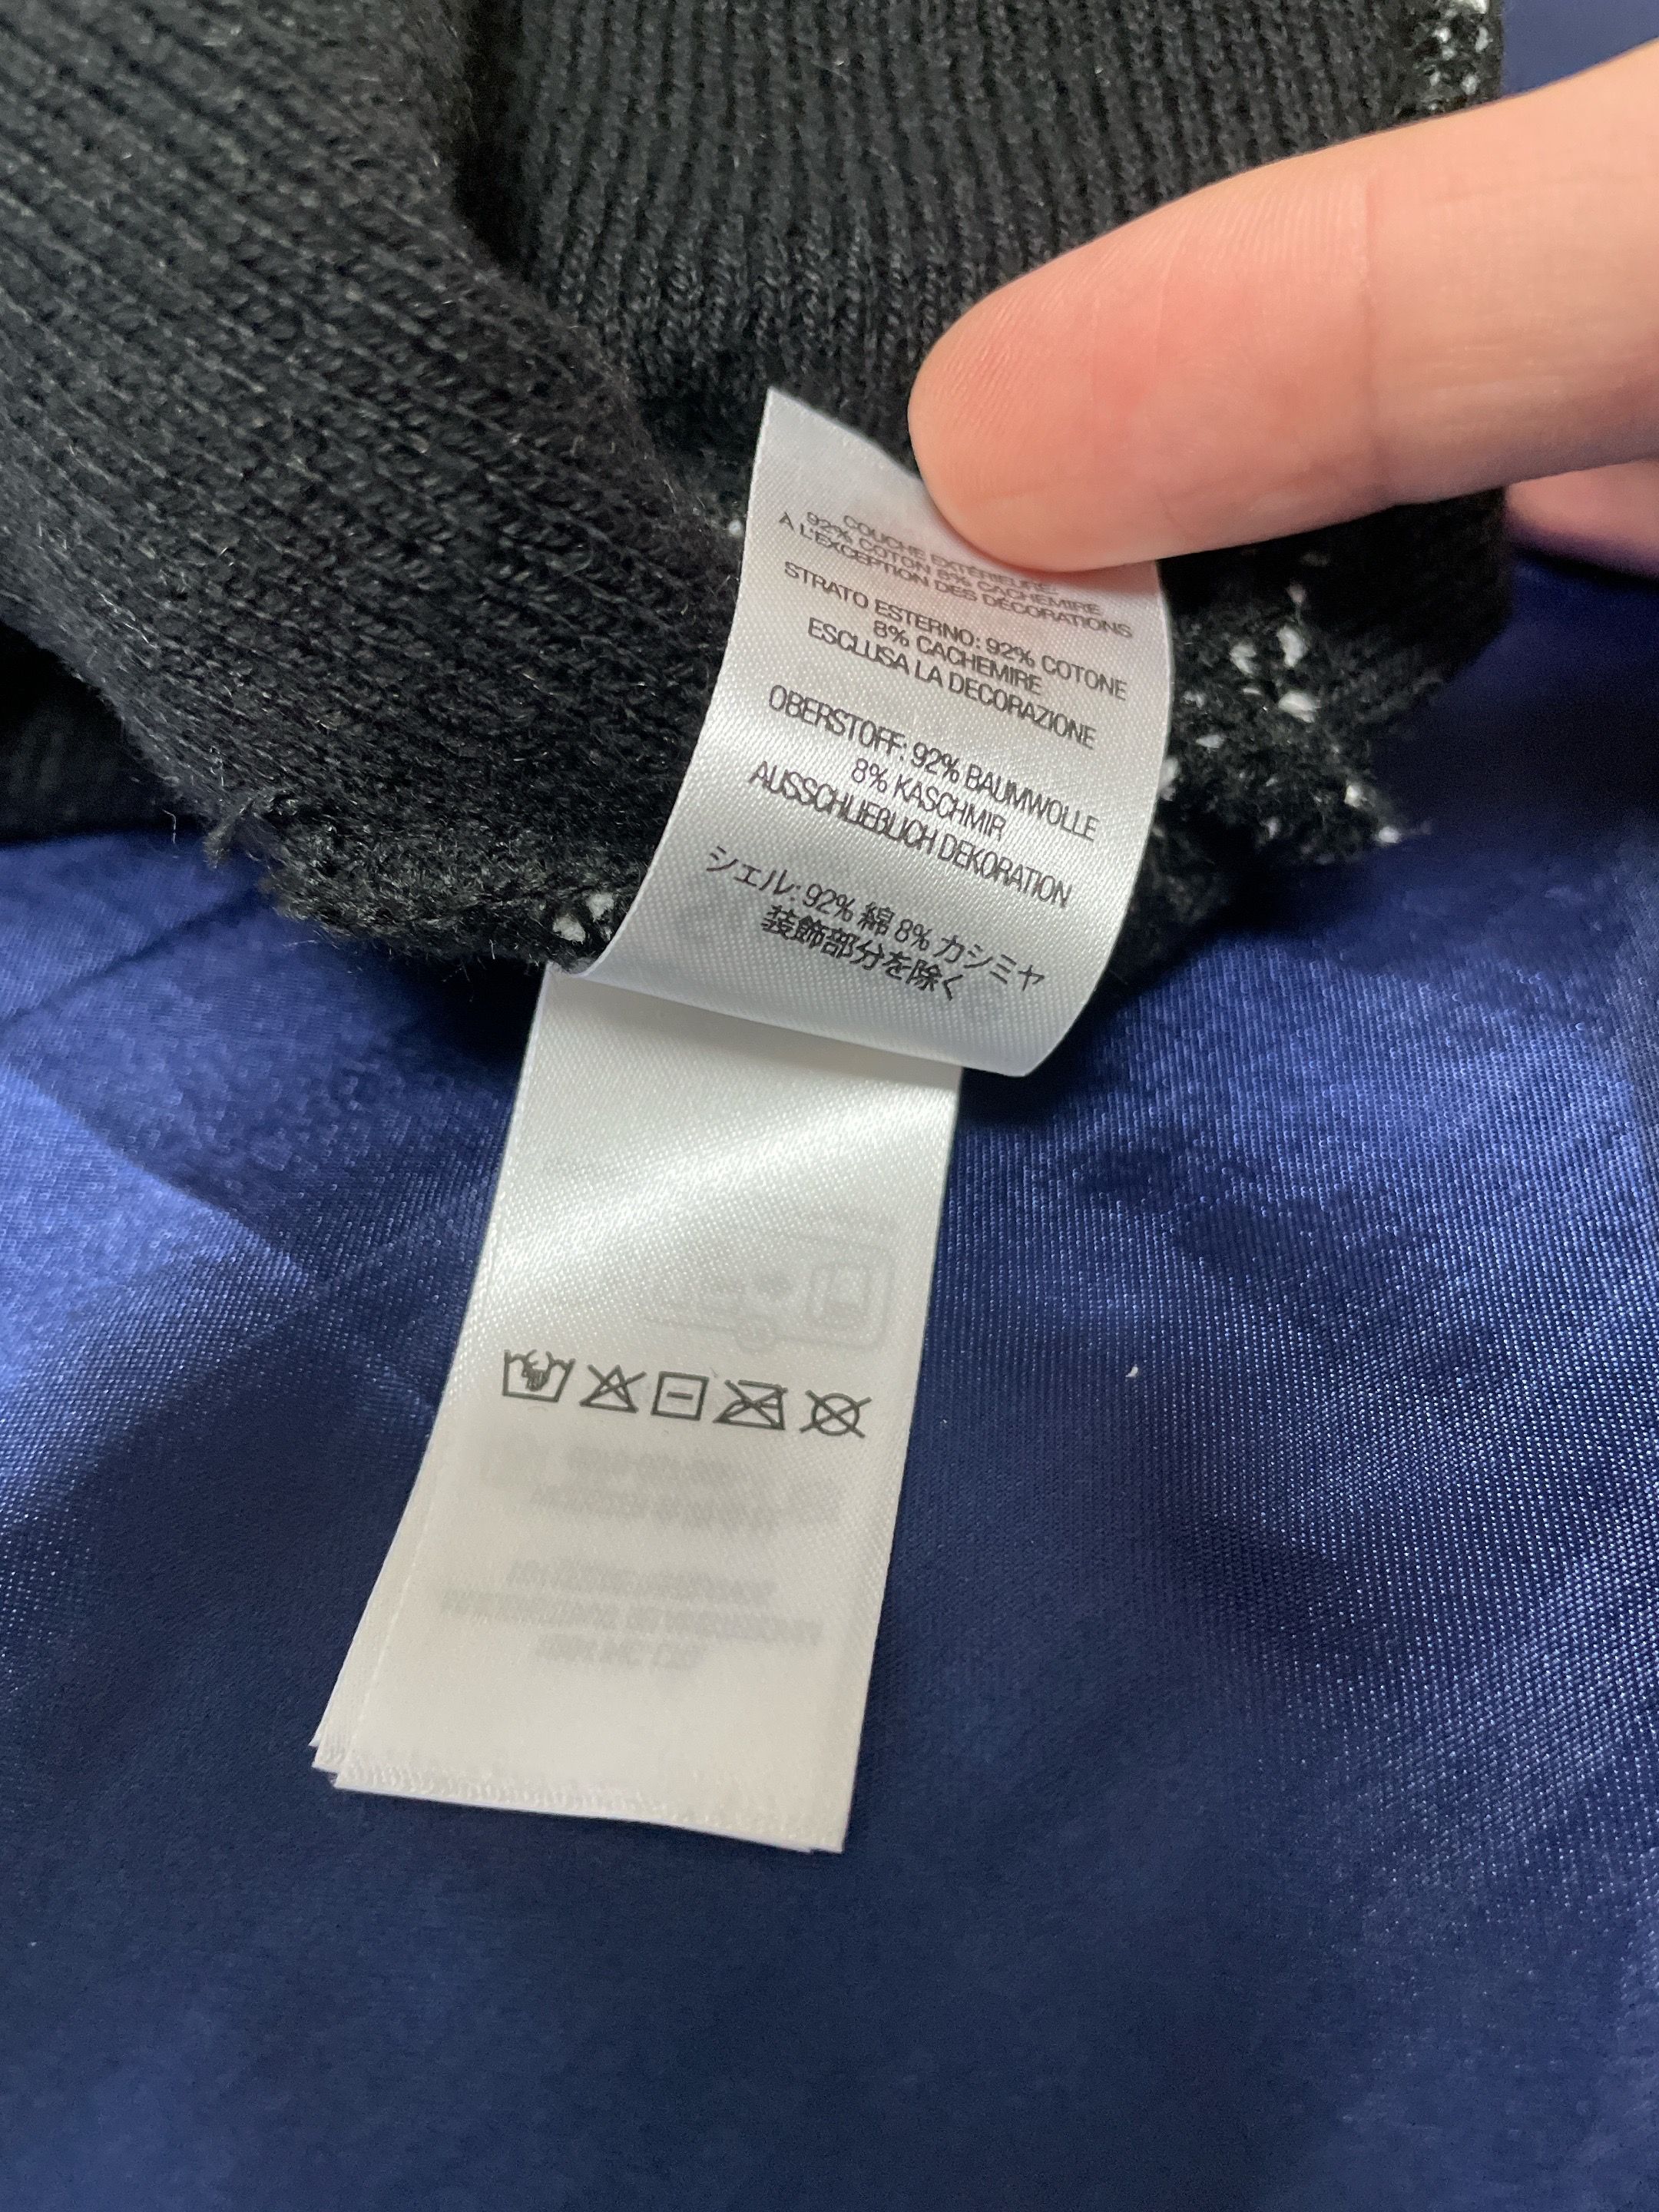 COUCHE EXTÉRIEURE
92% COTON 8% CACHEMIRE
À L'EXCEPTION DES DÉCORATIONS
STRATO ESTERNO: 92% COTONE
8% CACHEMIRE
ESCLUSA LA DECORAZIONE
OBERSTOFF: 92% BAUMWOLLE
8% KASCHMIR
AUSSCHLIEßLICH DEKORATION
シェル: 92% 綿 8% カシミヤ
装飾部分を除く